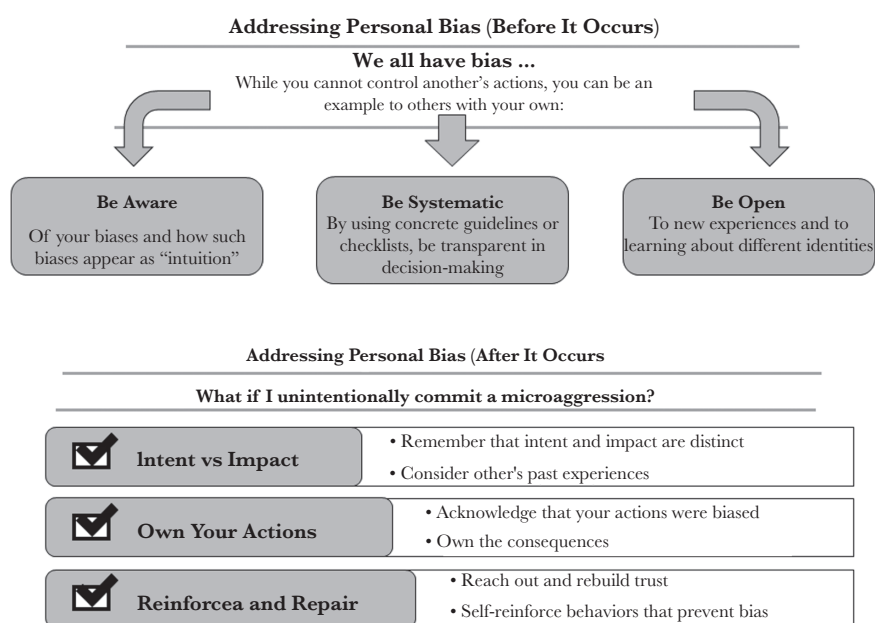 Addressing Personal Bias (Before It Occurs)
We all have bias ...
While you cannot control another's actions, you can be an
example to others with your own:
Be Aware
Of your biases and how such
biases appear as “intuition”
Be Systematic
By using concrete guidelines or
checklists, be transparent in
decision-making
Be Open
To new experiences and to
learning about different identities
Addressing Personal Bias (After It Occurs
What if I unintentionally commit a microaggression?
Intent vs Impact
• Remember that intent and impact are distinct
• Consider other's past experiences
Own Your Actions
• Acknowledge that your actions were biased
• Own the consequences
Reinforcea and Repair
• Reach out and rebuild trust
• Self-reinforce behaviors that prevent bias